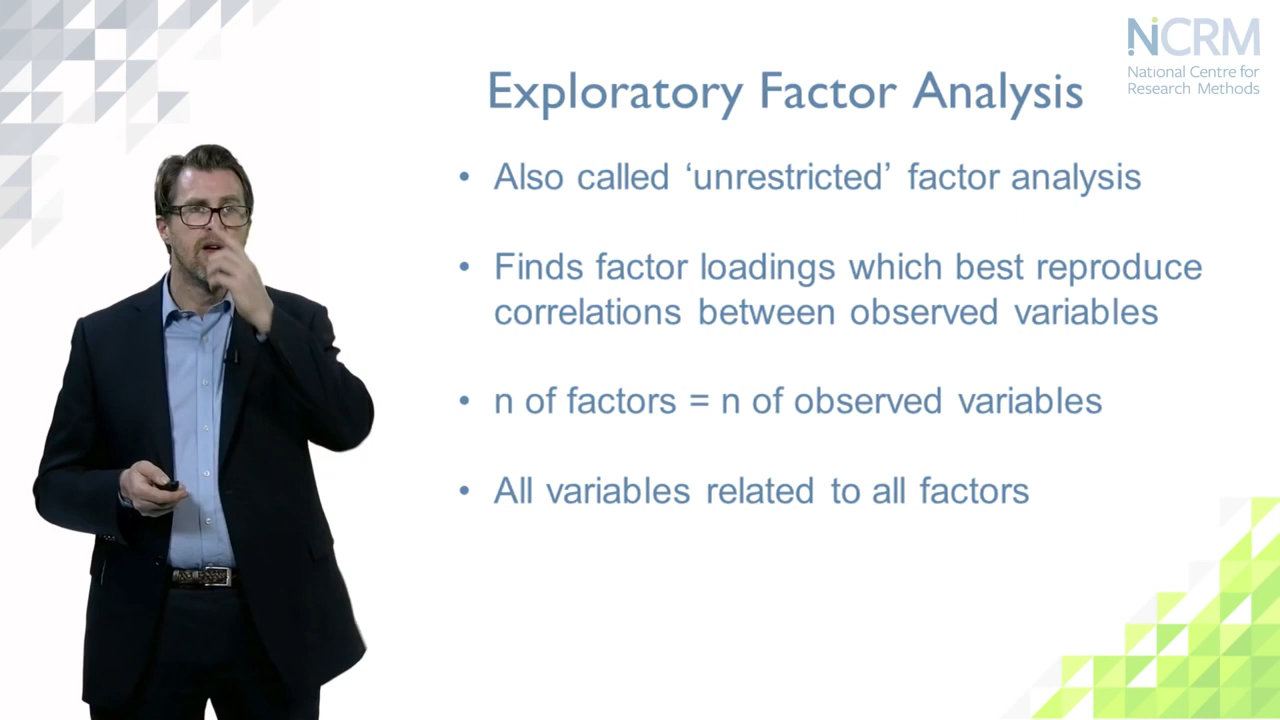 NCRM
National Centre for
Research Methods
Exploratory Factor Analysis
• Also called ‘unrestricted’ factor analysis
• Finds factor loadings which best reproduce
correlations between observed variables
• n of factors = n of observed variables
• All variables related to all factors